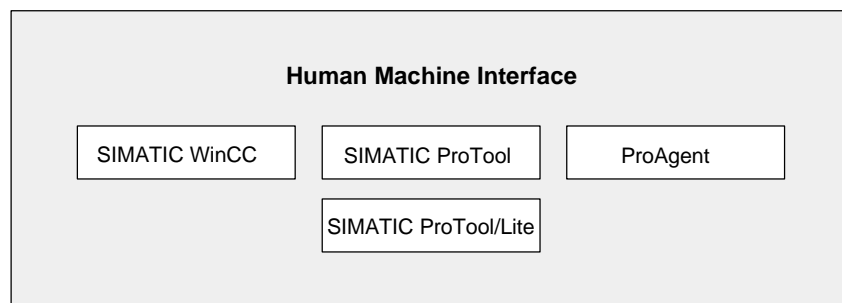 Human Machine Interface
SIMATIC WinCC
SIMATIC ProTool
ProAgent
SIMATIC ProTool/Lite